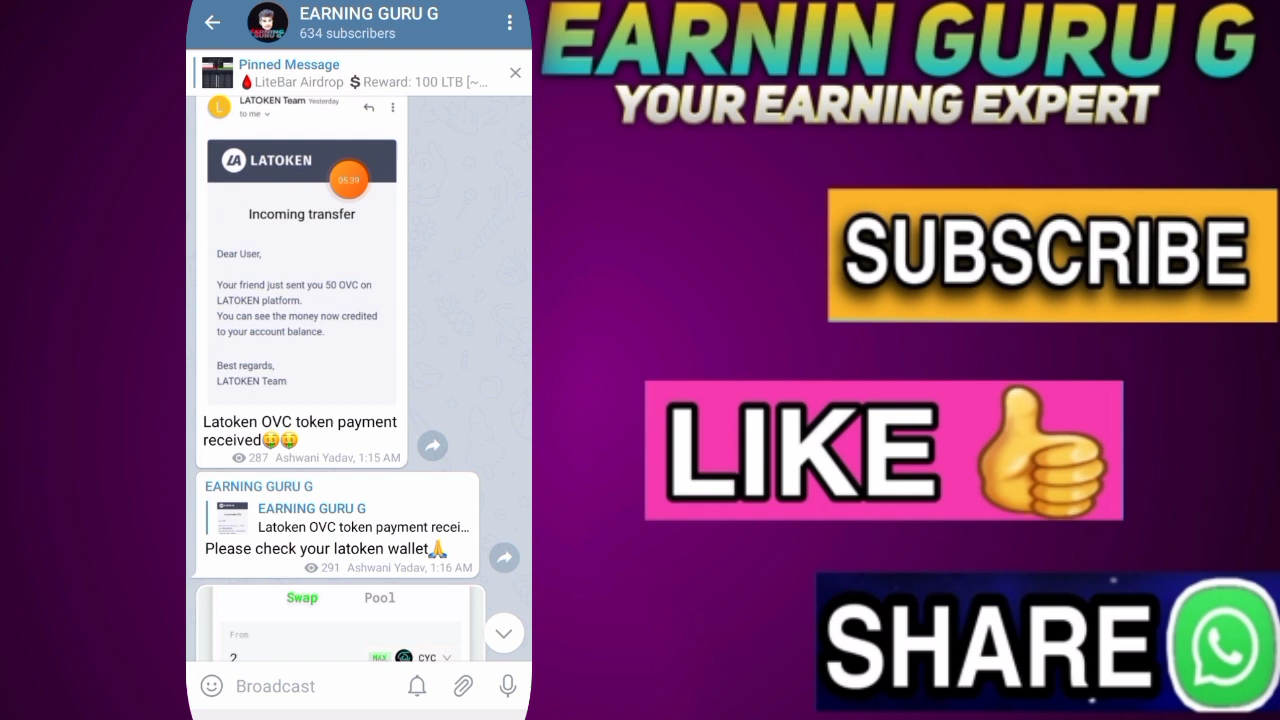 EARNING GURU G
634 subscribers
Pinned Message
🩸LiteBar Airdrop 💲Reward: 100 LTB [~...
L
LATOKEN Team Yesterday
to me
LA LATOKEN
05:39
Incoming transfer
Dear User,
Your friend just sent you 50 OVC on
LATOKEN platform.
You can see the money now credited
to your account balance.
Best regards,
LATOKEN Team
Latoken OVC token payment
received🤑🤑
287 Ashwani Yadav, 1:15 AM
EARNING GURU G
EARNING GURU G
Latoken OVC token payment recei...
Please check your latoken wallet🙏
291 Ashwani Yadav, 1:16 AM
Swap Pool
From
2 MAX CYC
Broadcast
EARNIN GURU G
YOUR EARNING EXPERT
SUBSCRIBE
LIKE 👍
SHARE